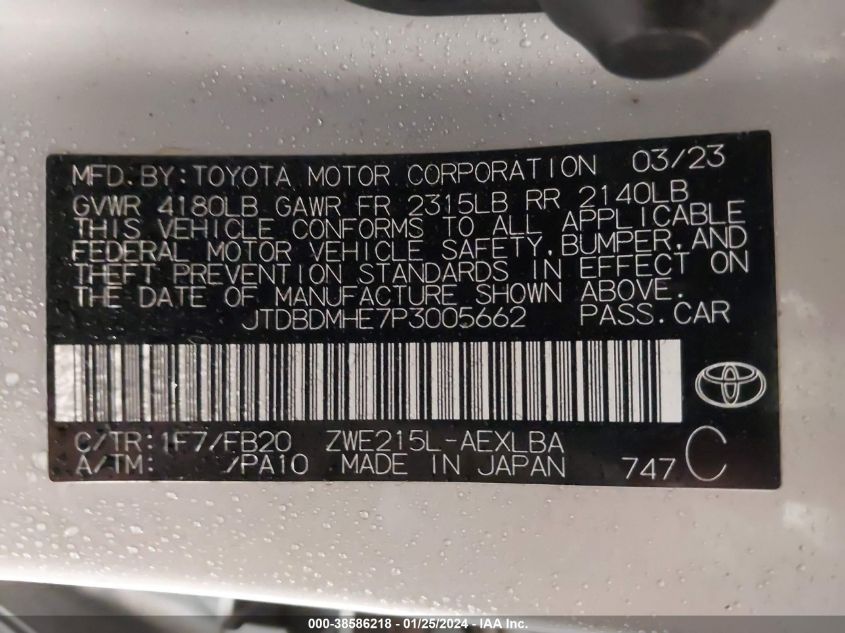 MFD.BY:TOYOTA MOTOR CORPORATION 03/23
GVWR 4180LB GAWR FR 2315LB RR 2140LB
THIS VEHICLE CONFORMS TO ALL APPLICABLE
FEDERAL MOTOR VEHICLE SAFETY,BUMPER,AND
THEFT PREVENTION STANDARDS IN EFFECT ON
THE DATE OF MANUFACTURE SHOWN ABOVE.
JTDBDMHE7P3005662 PASS.CAR
C/TR:1F7/FB20 ZWE215L-AEXLBA
A/TM: /PA10 MADE IN JAPAN 747 C
000-38586218 - 01/25/2024 - IAA Inc.